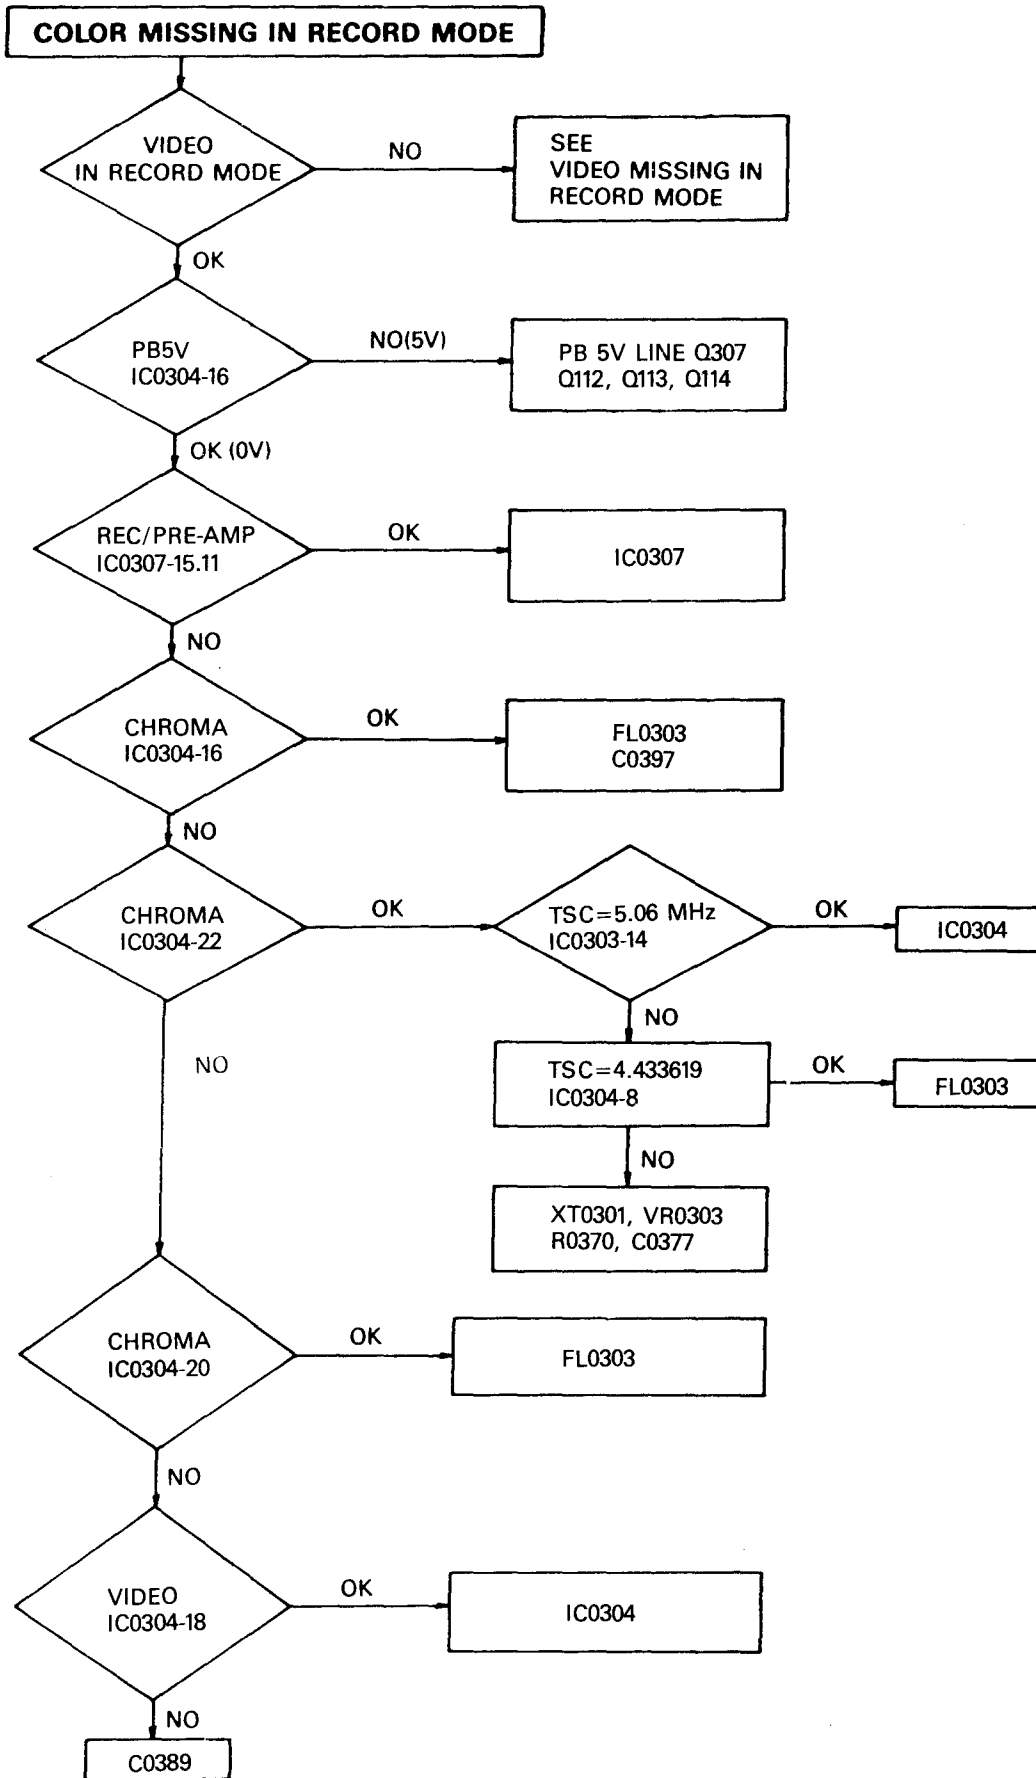 COLOR MISSING IN RECORD MODE
VIDEO
IN RECORD MODE
NO
SEE
VIDEO MISSING IN
RECORD MODE
OK
PB5V
IC0304-16
NO(5V)
PB 5V LINE Q307
Q112, Q113, Q114
OK (0V)
REC/PRE-AMP
IC0307-15.11
OK
IC0307
NO
CHROMA
IC0304-16
OK
FL0303
C0397
NO
CHROMA
IC0304-22
OK
TSC=5.06 MHz
IC0303-14
OK
IC0304
NO
NO
TSC=4.433619
IC0304-8
OK
FL0303
NO
XT0301, VR0303
R0370, C0377
CHROMA
IC0304-20
OK
FL0303
NO
VIDEO
IC0304-18
OK
IC0304
NO
C0389